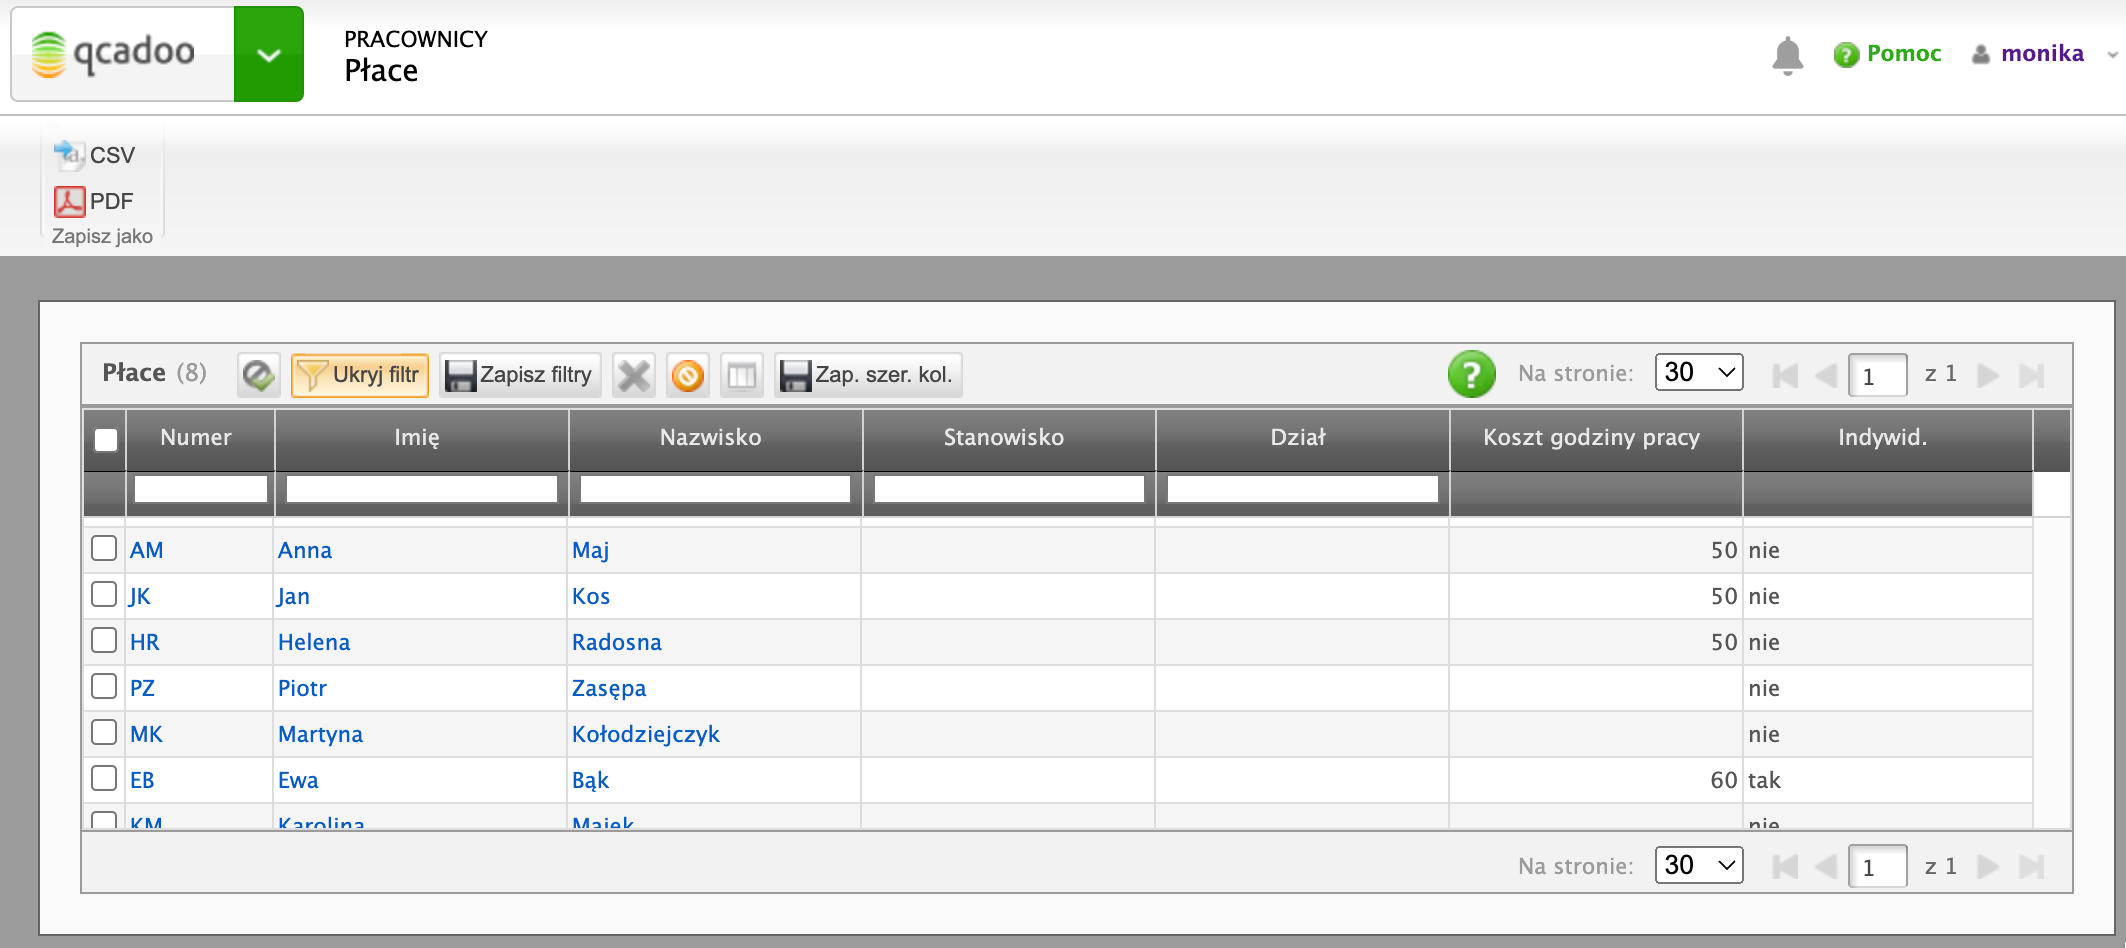 qcadoo
PRACOWNICY
Płace
Pomoc
monika
CSV
PDF
Zapisz jako
Płace (8) Ukryj filtr Zapisz filtry Zap. szer. kol. ? Na stronie: 30 1 z 1
Numer Imię Nazwisko Stanowisko Dział Koszt godziny pracy Indywid.
AM Anna Maj 50 nie
JK Jan Kos 50 nie
HR Helena Radosna 50 nie
PZ Piotr Zasępa nie
MK Martyna Kołodziejczyk nie
EB Ewa Bąk 60 tak
KM Karolina Majek nie
Na stronie: 30 1 z 1